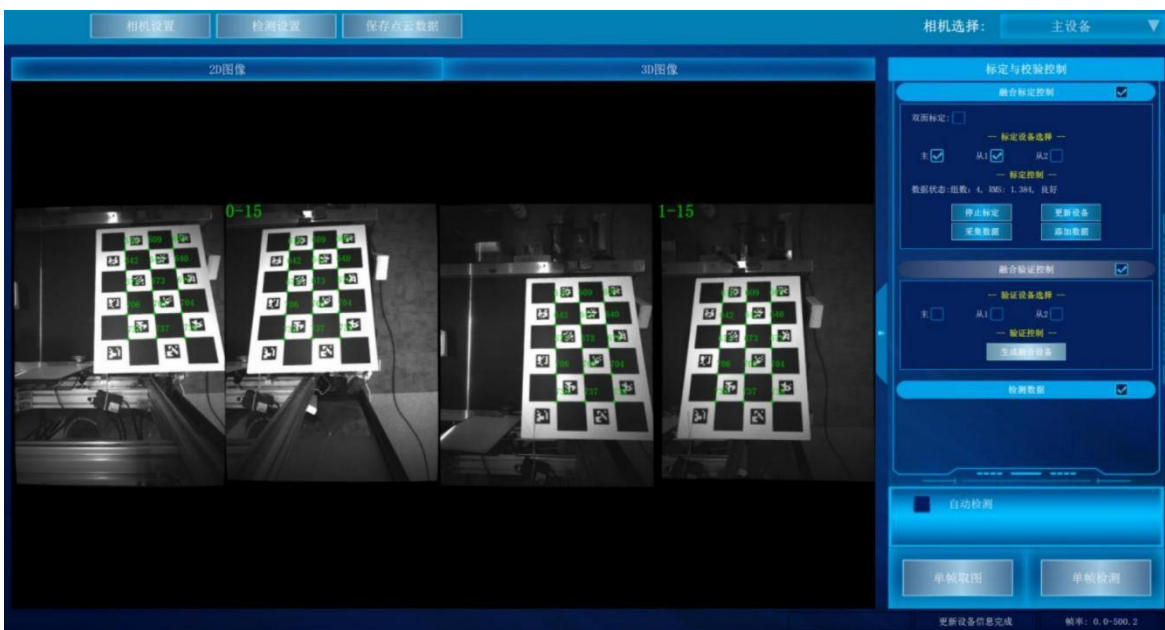 相机设置 检测设置 保存点云数据 相机选择: 主设备
2D图像 3D图像 标定与校验控制
融合标定控制
双面标定:
— 标定设备选择 —
主 从1 从2
— 标定控制 —
数据状态:组数: 4, RMS: 1.384, 良好
停止标定 更新设备
采集数据 添加数据
融合验证控制
— 验证设备选择 —
主 从1 从2
— 验证控制 —
生成融合设备
检测数据
自动检测
单帧取图 单帧检测
更新设备信息完成 帧率: 0.0-500.2
0-15 1-15